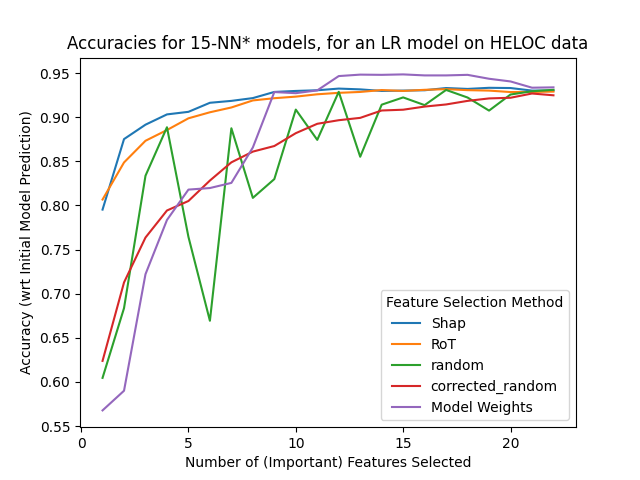 Accuracies for 15-NN* models, for an LR model on HELOC data
Accuracy (wrt Initial Model Prediction)
0.95
0.90
0.85
0.80
0.75
0.70
0.65
0.60
0.55
Feature Selection Method
Shap
RoT
random
corrected_random
Model Weights
0 5 10 15 20
Number of (Important) Features Selected